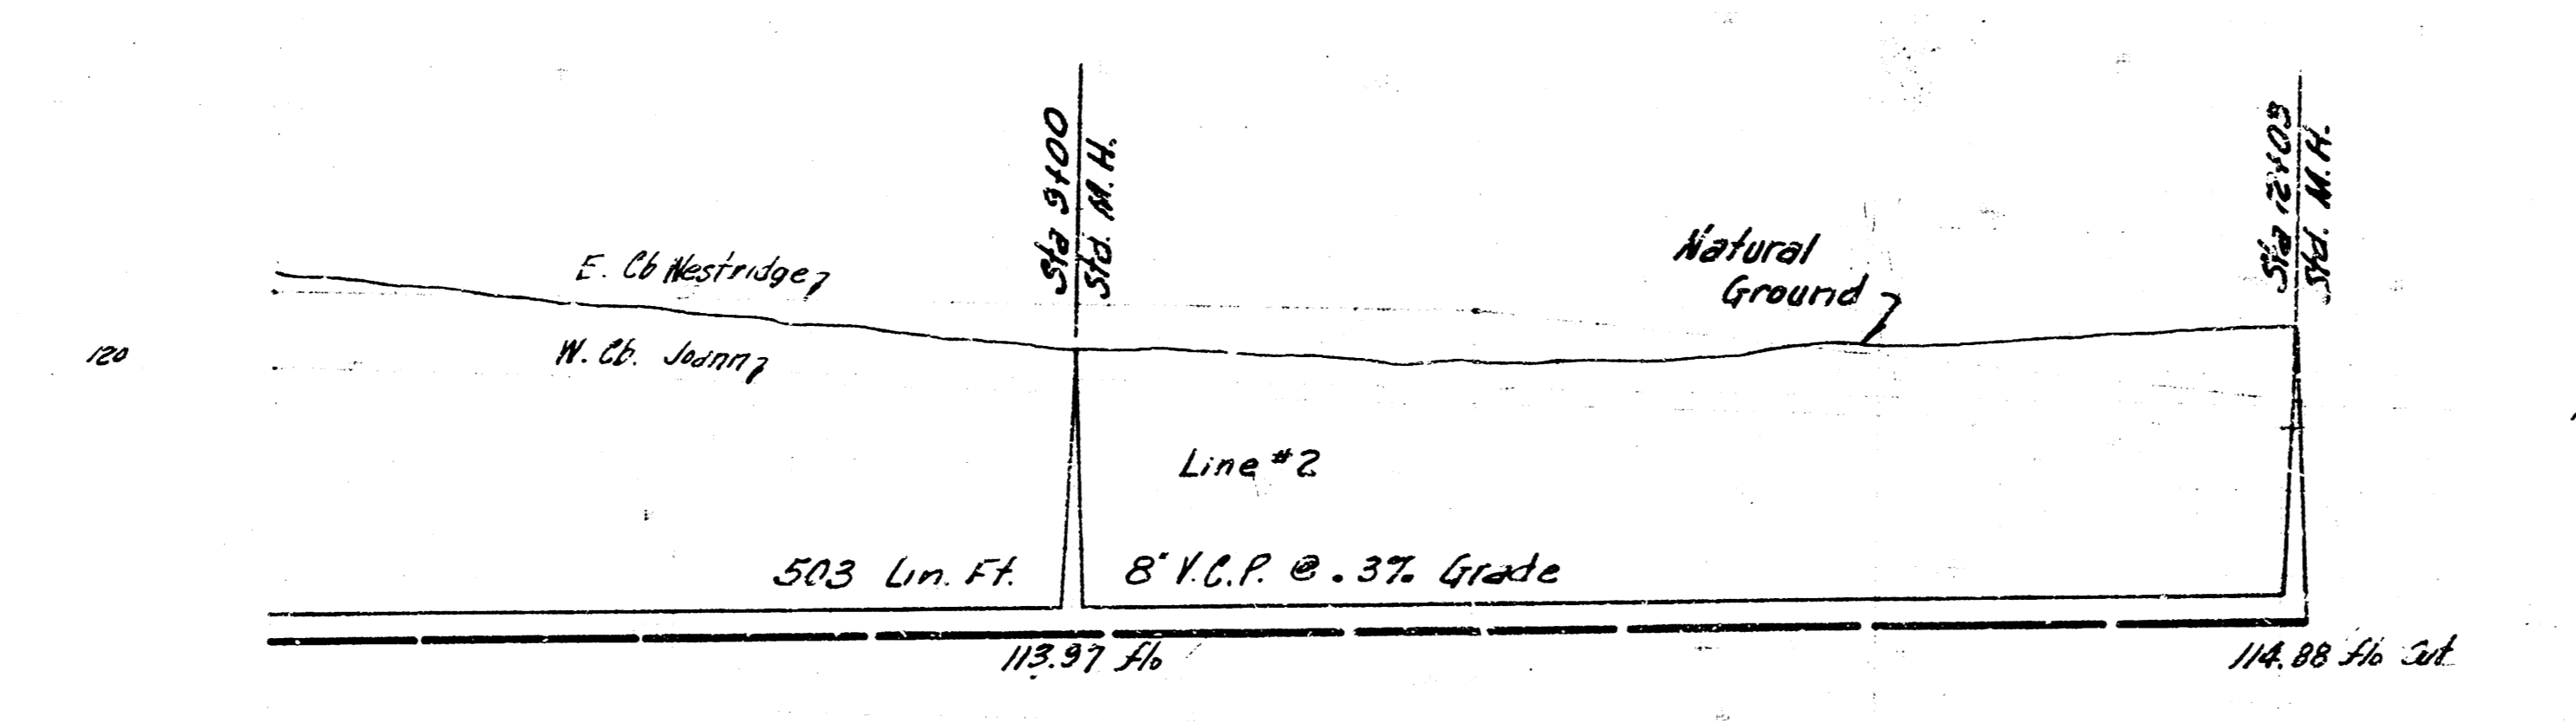 Sta 9+00
Std. M.H.
Sta 12+03
Std. M.H.
E. Cb Westridge
Natural
Ground
120
W. Cb. Joann
Line #2
503 Lin. Ft.
8" V.C.P. @ .3% Grade
113.97 flo
114.88 flo Out